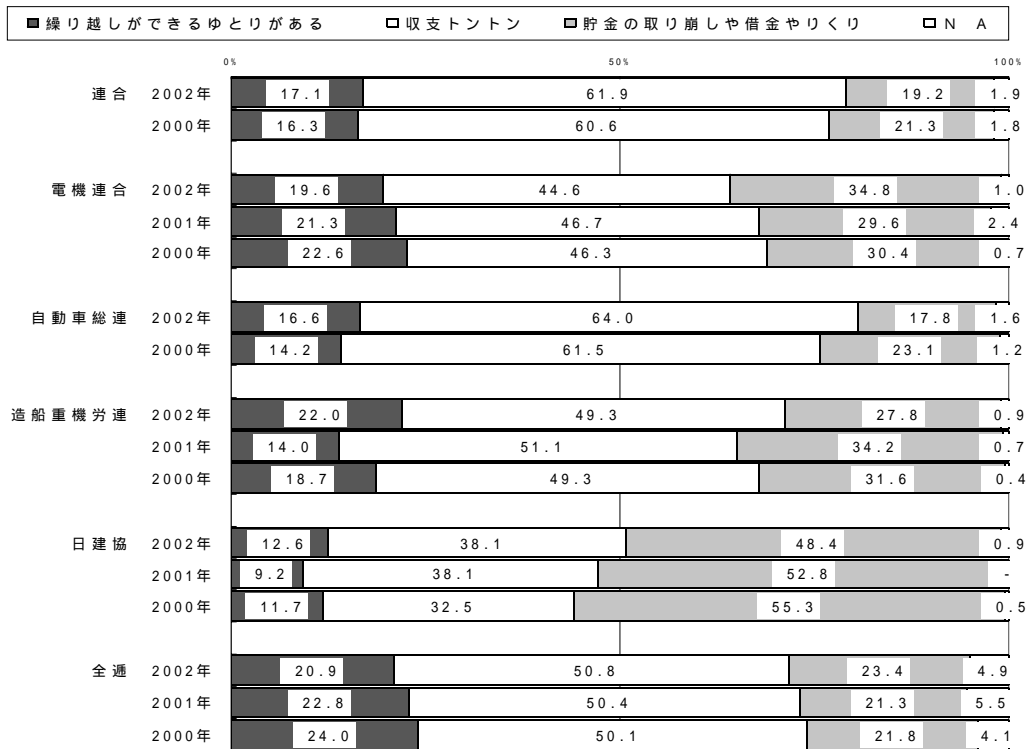 ■繰り越しができるゆとりがある □収支トントン ■貯金の取り崩しや借金やりくり □N A
0% 50% 100%
連合 2002年 17.1 61.9 19.2 1.9
2000年 16.3 60.6 21.3 1.8
電機連合 2002年 19.6 44.6 34.8 1.0
2001年 21.3 46.7 29.6 2.4
2000年 22.6 46.3 30.4 0.7
自動車総連 2002年 16.6 64.0 17.8 1.6
2000年 14.2 61.5 23.1 1.2
造船重機労連 2002年 22.0 49.3 27.8 0.9
2001年 14.0 51.1 34.2 0.7
2000年 18.7 49.3 31.6 0.4
日建協 2002年 12.6 38.1 48.4 0.9
2001年 9.2 38.1 52.8 -
2000年 11.7 32.5 55.3 0.5
全逓 2002年 20.9 50.8 23.4 4.9
2001年 22.8 50.4 21.3 5.5
2000年 24.0 50.1 21.8 4.1